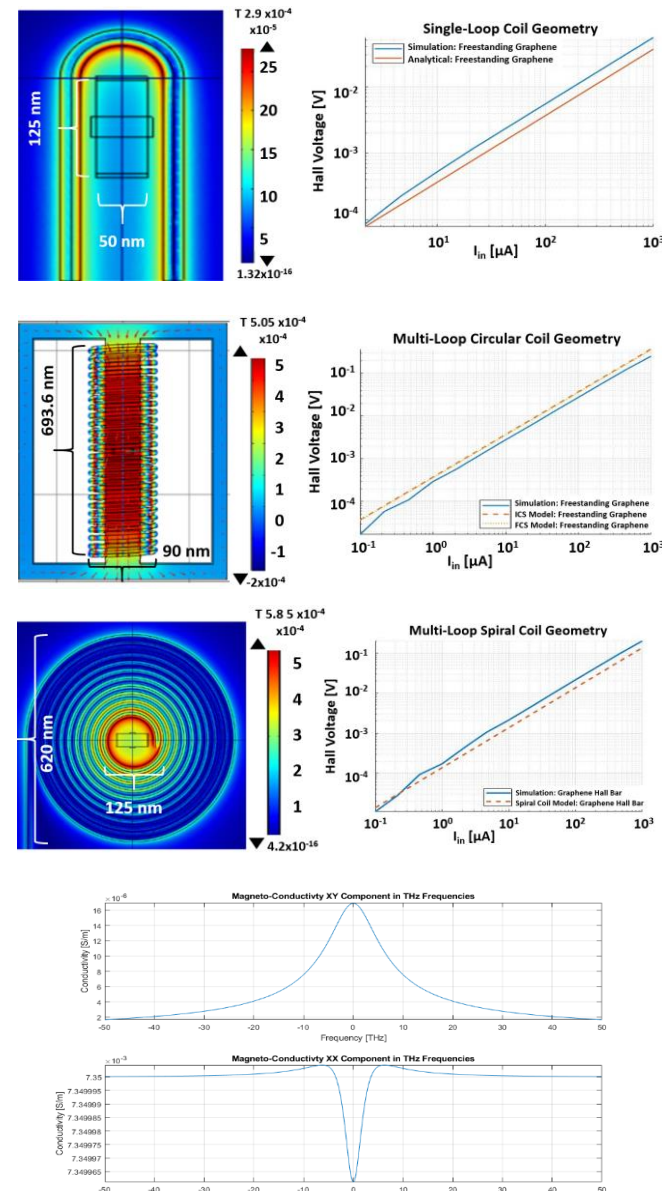 T 2.9 x10⁻⁴
x10⁻⁵
25
20
15
10
5
1.32x10⁻¹⁶
125 nm
50 nm
Single-Loop Coil Geometry
Simulation: Freestanding Graphene
Analytical: Freestanding Graphene
Hall Voltage [V]
10⁻²
10⁻³
10⁻⁴
10¹ 10² 10³
I_in [µA]
T 5.05 x10⁻⁴
x10⁻⁴
5
4
3
2
1
0
-1
-2x10⁻⁴
693.6 nm
90 nm
Multi-Loop Circular Coil Geometry
Hall Voltage [V]
10⁻¹
10⁻²
10⁻³
10⁻⁴
Simulation: Freestanding Graphene
ICS Model: Freestanding Graphene
FCS Model: Freestanding Graphene
10⁻¹ 10⁰ 10¹ 10² 10³
I_in [µA]
T 5.8 5 x10⁻⁴
x10⁻⁴
5
4
3
2
1
4.2x10⁻¹⁶
620 nm
125 nm
Multi-Loop Spiral Coil Geometry
Hall Voltage [V]
10⁻¹
10⁻²
10⁻³
10⁻⁴
Simulation: Graphene Hall Bar
Spiral Coil Model: Graphene Hall Bar
10⁻¹ 10⁰ 10¹ 10² 10³
I_in [µA]
Magneto-Conductivty XY Component in THz Frequencies
×10⁻⁶
Conductivity [S/m]
16
14
12
10
8
6
4
2
-50 -40 -30 -20 -10 0 10 20 30 40 50
Frequency [THz]
Magneto-Conductivty XX Component in THz Frequencies
×10⁻³
Conductivity [S/m]
7.35
7.349995
7.34999
7.349985
7.34998
7.349975
7.34997
7.349965
-50 -40 -30 -20 -10 0 10 20 30 40 50